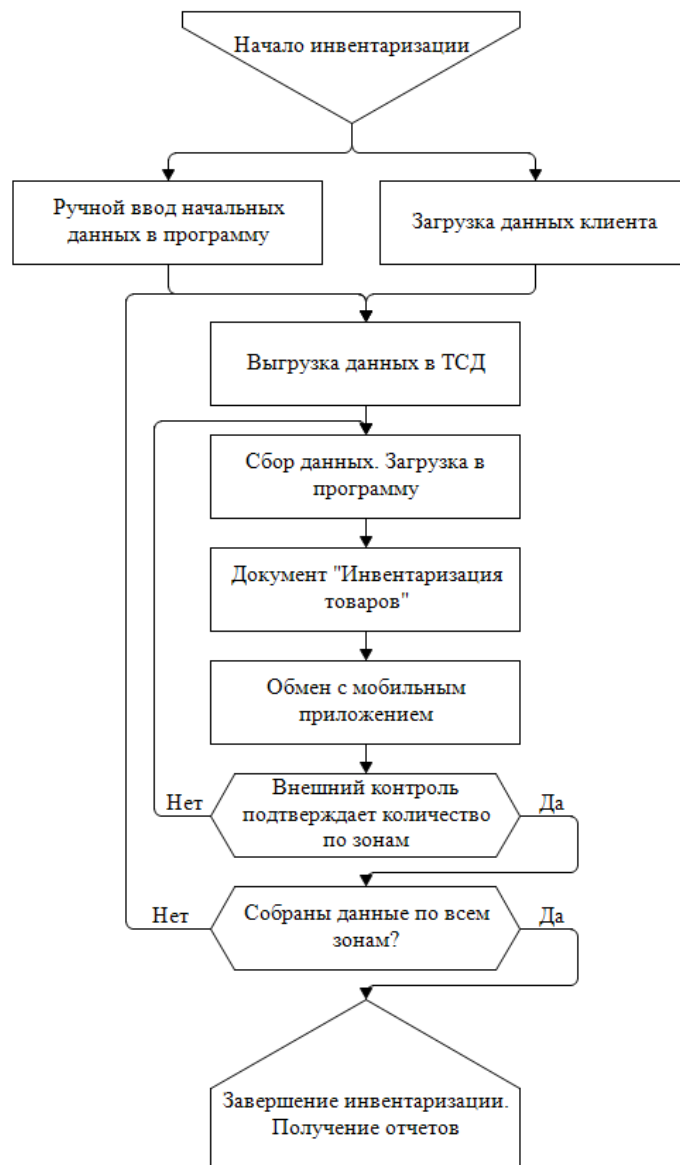 Начало инвентаризации
Ручной ввод начальных
данных в программу
Загрузка данных клиента
Выгрузка данных в ТСД
Сбор данных. Загрузка в
программу
Документ "Инвентаризация
товаров"
Обмен с мобильным
приложением
Нет
Внешний контроль
подтверждает количество
по зонам
Да
Нет
Собраны данные по всем
зонам?
Да
Завершение инвентаризации.
Получение отчетов